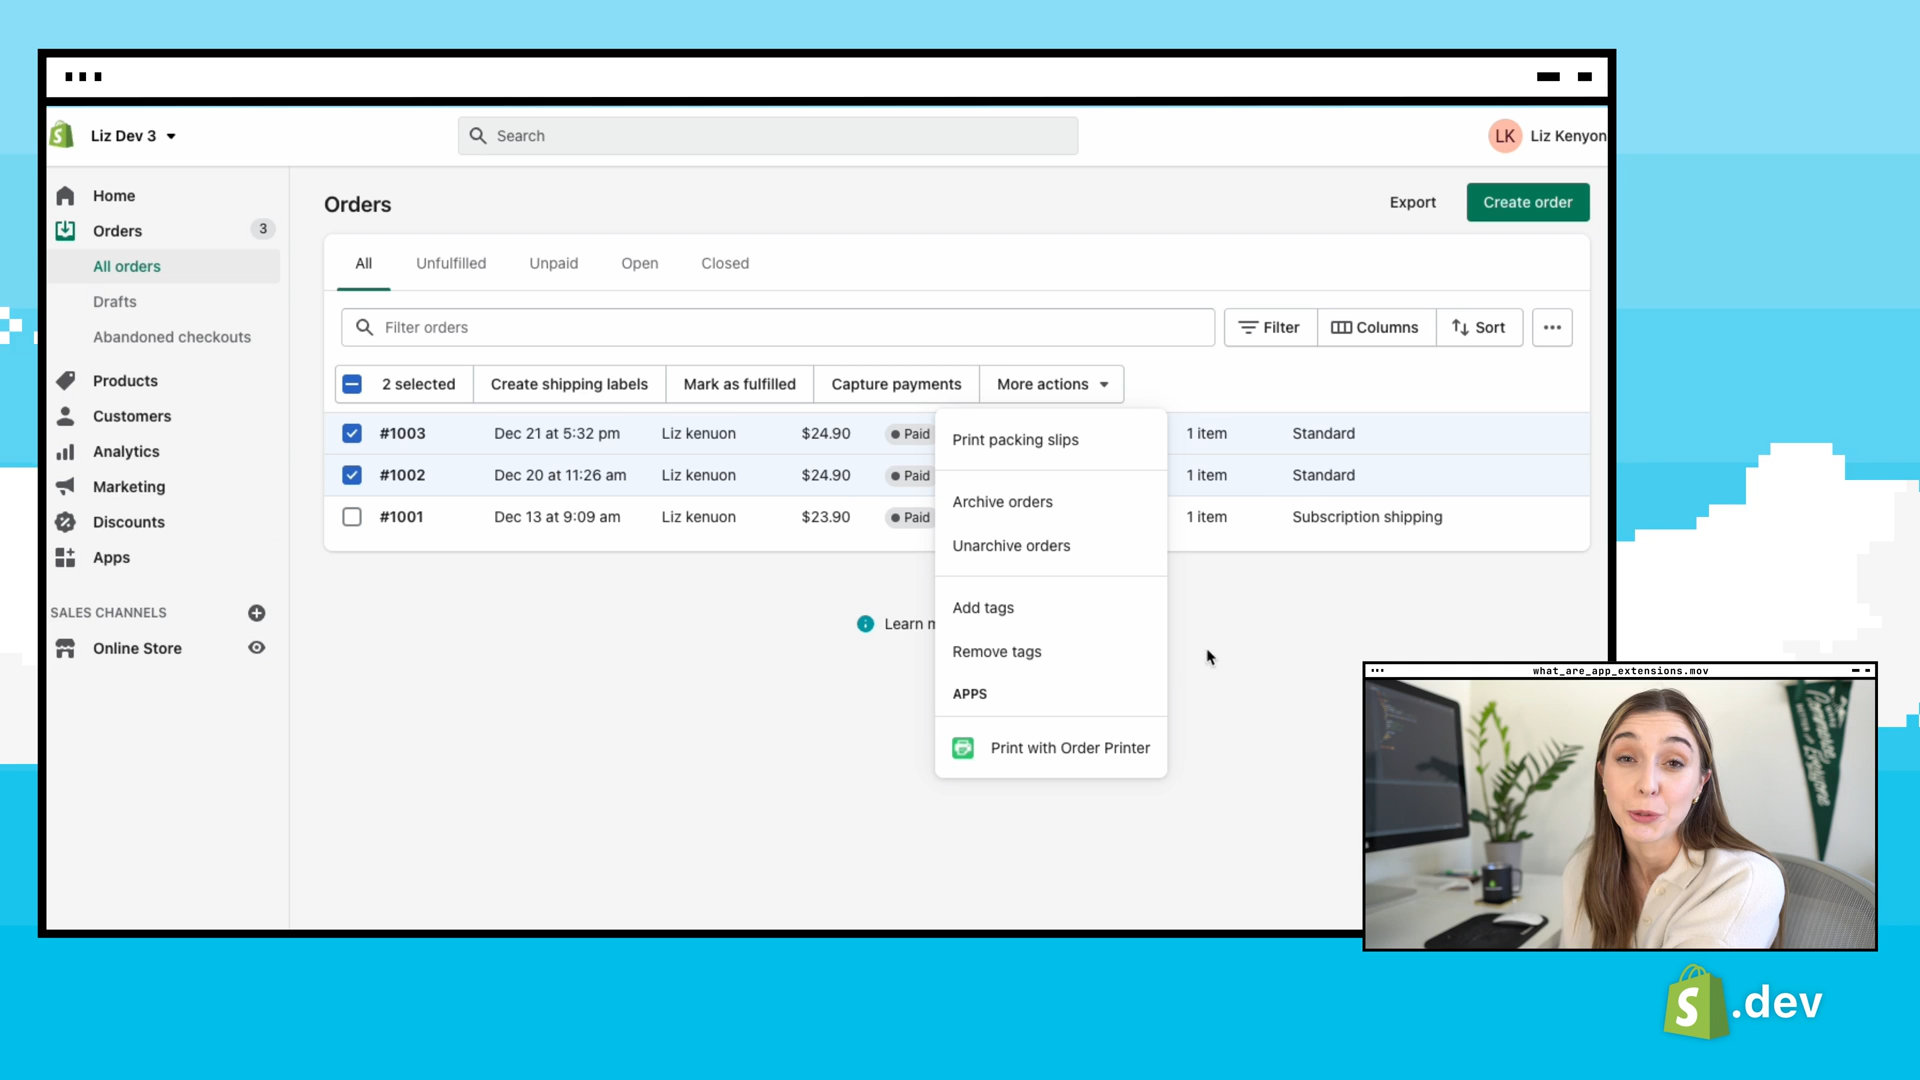 Liz Dev 3
Search
LK Liz Kenyon
Home
Orders 3
All orders
Drafts
Abandoned checkouts
Products
Customers
Analytics
Marketing
Discounts
Apps
SALES CHANNELS
Online Store
Orders
Export
Create order
All Unfulfilled Unpaid Open Closed
Filter orders
Filter Columns Sort
2 selected Create shipping labels Mark as fulfilled Capture payments More actions
#1003 Dec 21 at 5:32 pm Liz kenuon $24.90 Paid 1 item Standard
#1002 Dec 20 at 11:26 am Liz kenuon $24.90 Paid 1 item Standard
#1001 Dec 13 at 9:09 am Liz kenuon $23.90 Paid 1 item Subscription shipping
Print packing slips
Archive orders
Unarchive orders
Add tags
Remove tags
APPS
Print with Order Printer
Learn
what_are_app_extensions.mov
.dev